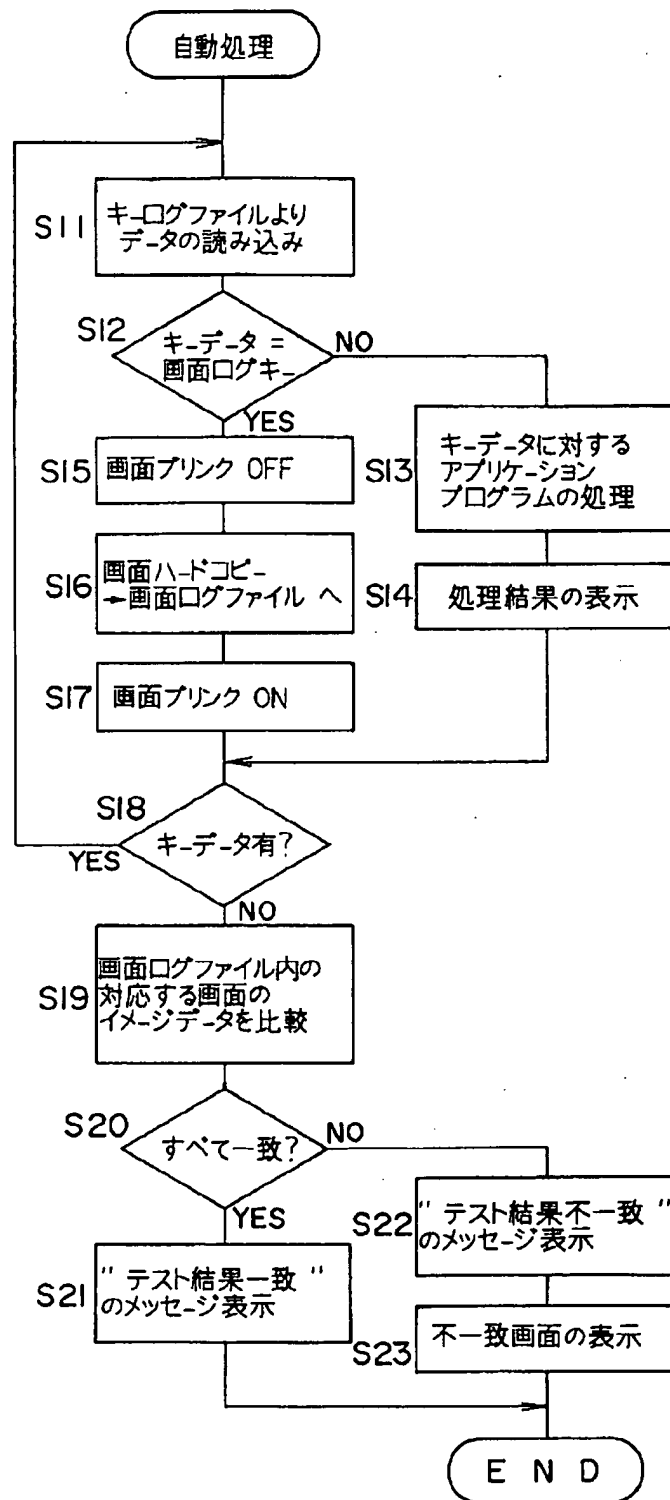 自動処理
S11
キーログファイルより
データの読み込み
S12
キーデータ =
画面ログキー
NO
YES
S13
キーデータに対する
アプリケーション
プログラムの処理
S15
画面ブリンク OFF
S16
画面ハードコピー
→画面ログファイル へ
S14
処理結果の表示
S17
画面ブリンク ON
S18
キーデータ有?
YES
NO
S19
画面ログファイル内の
対応する画面の
イメージデータを比較
S20
すべて一致?
NO
YES
S22
" テスト結果不一致 "
のメッセージ表示
S21
" テスト結果一致 "
のメッセージ表示
S23
不一致画面の表示
E N D